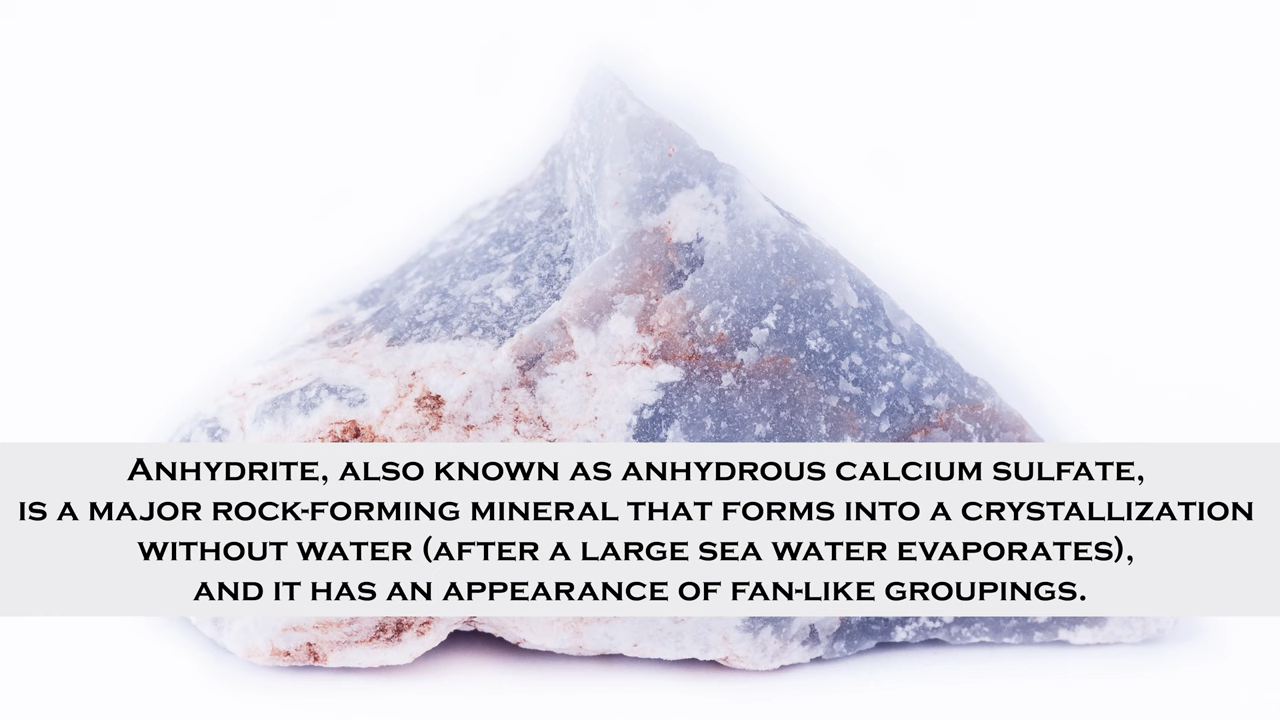 Anhydrite, also known as anhydrous calcium sulfate,
is a major rock-forming mineral that forms into a crystallization
without water (after a large sea water evaporates),
and it has an appearance of fan-like groupings.